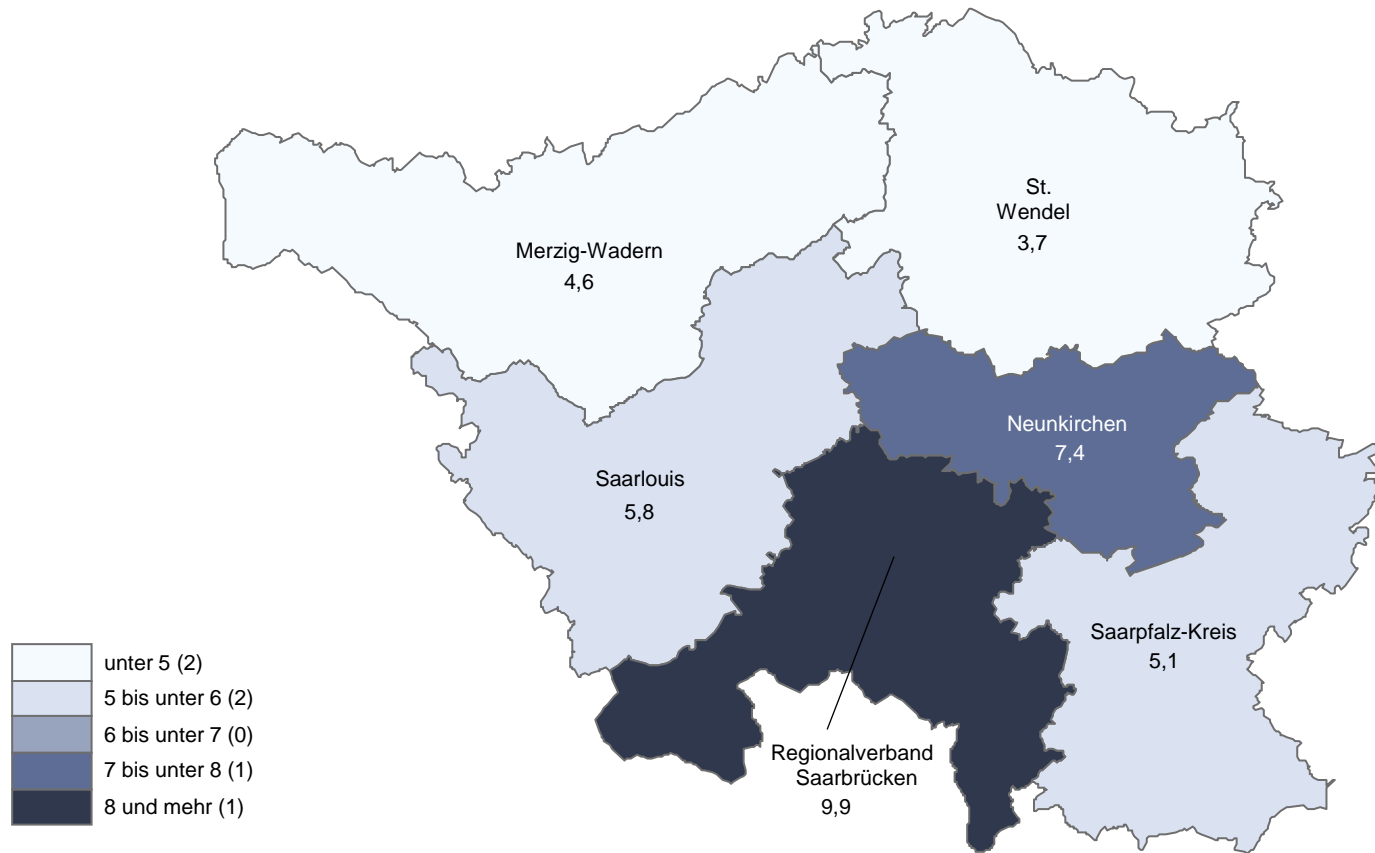 St.
Wendel
3,7
Merzig-Wadern
4,6
Neunkirchen
7,4
Saarlouis
5,8
Saarpfalz-Kreis
5,1
Regionalverband
Saarbrücken
9,9
unter 5 (2)
5 bis unter 6 (2)
6 bis unter 7 (0)
7 bis unter 8 (1)
8 und mehr (1)